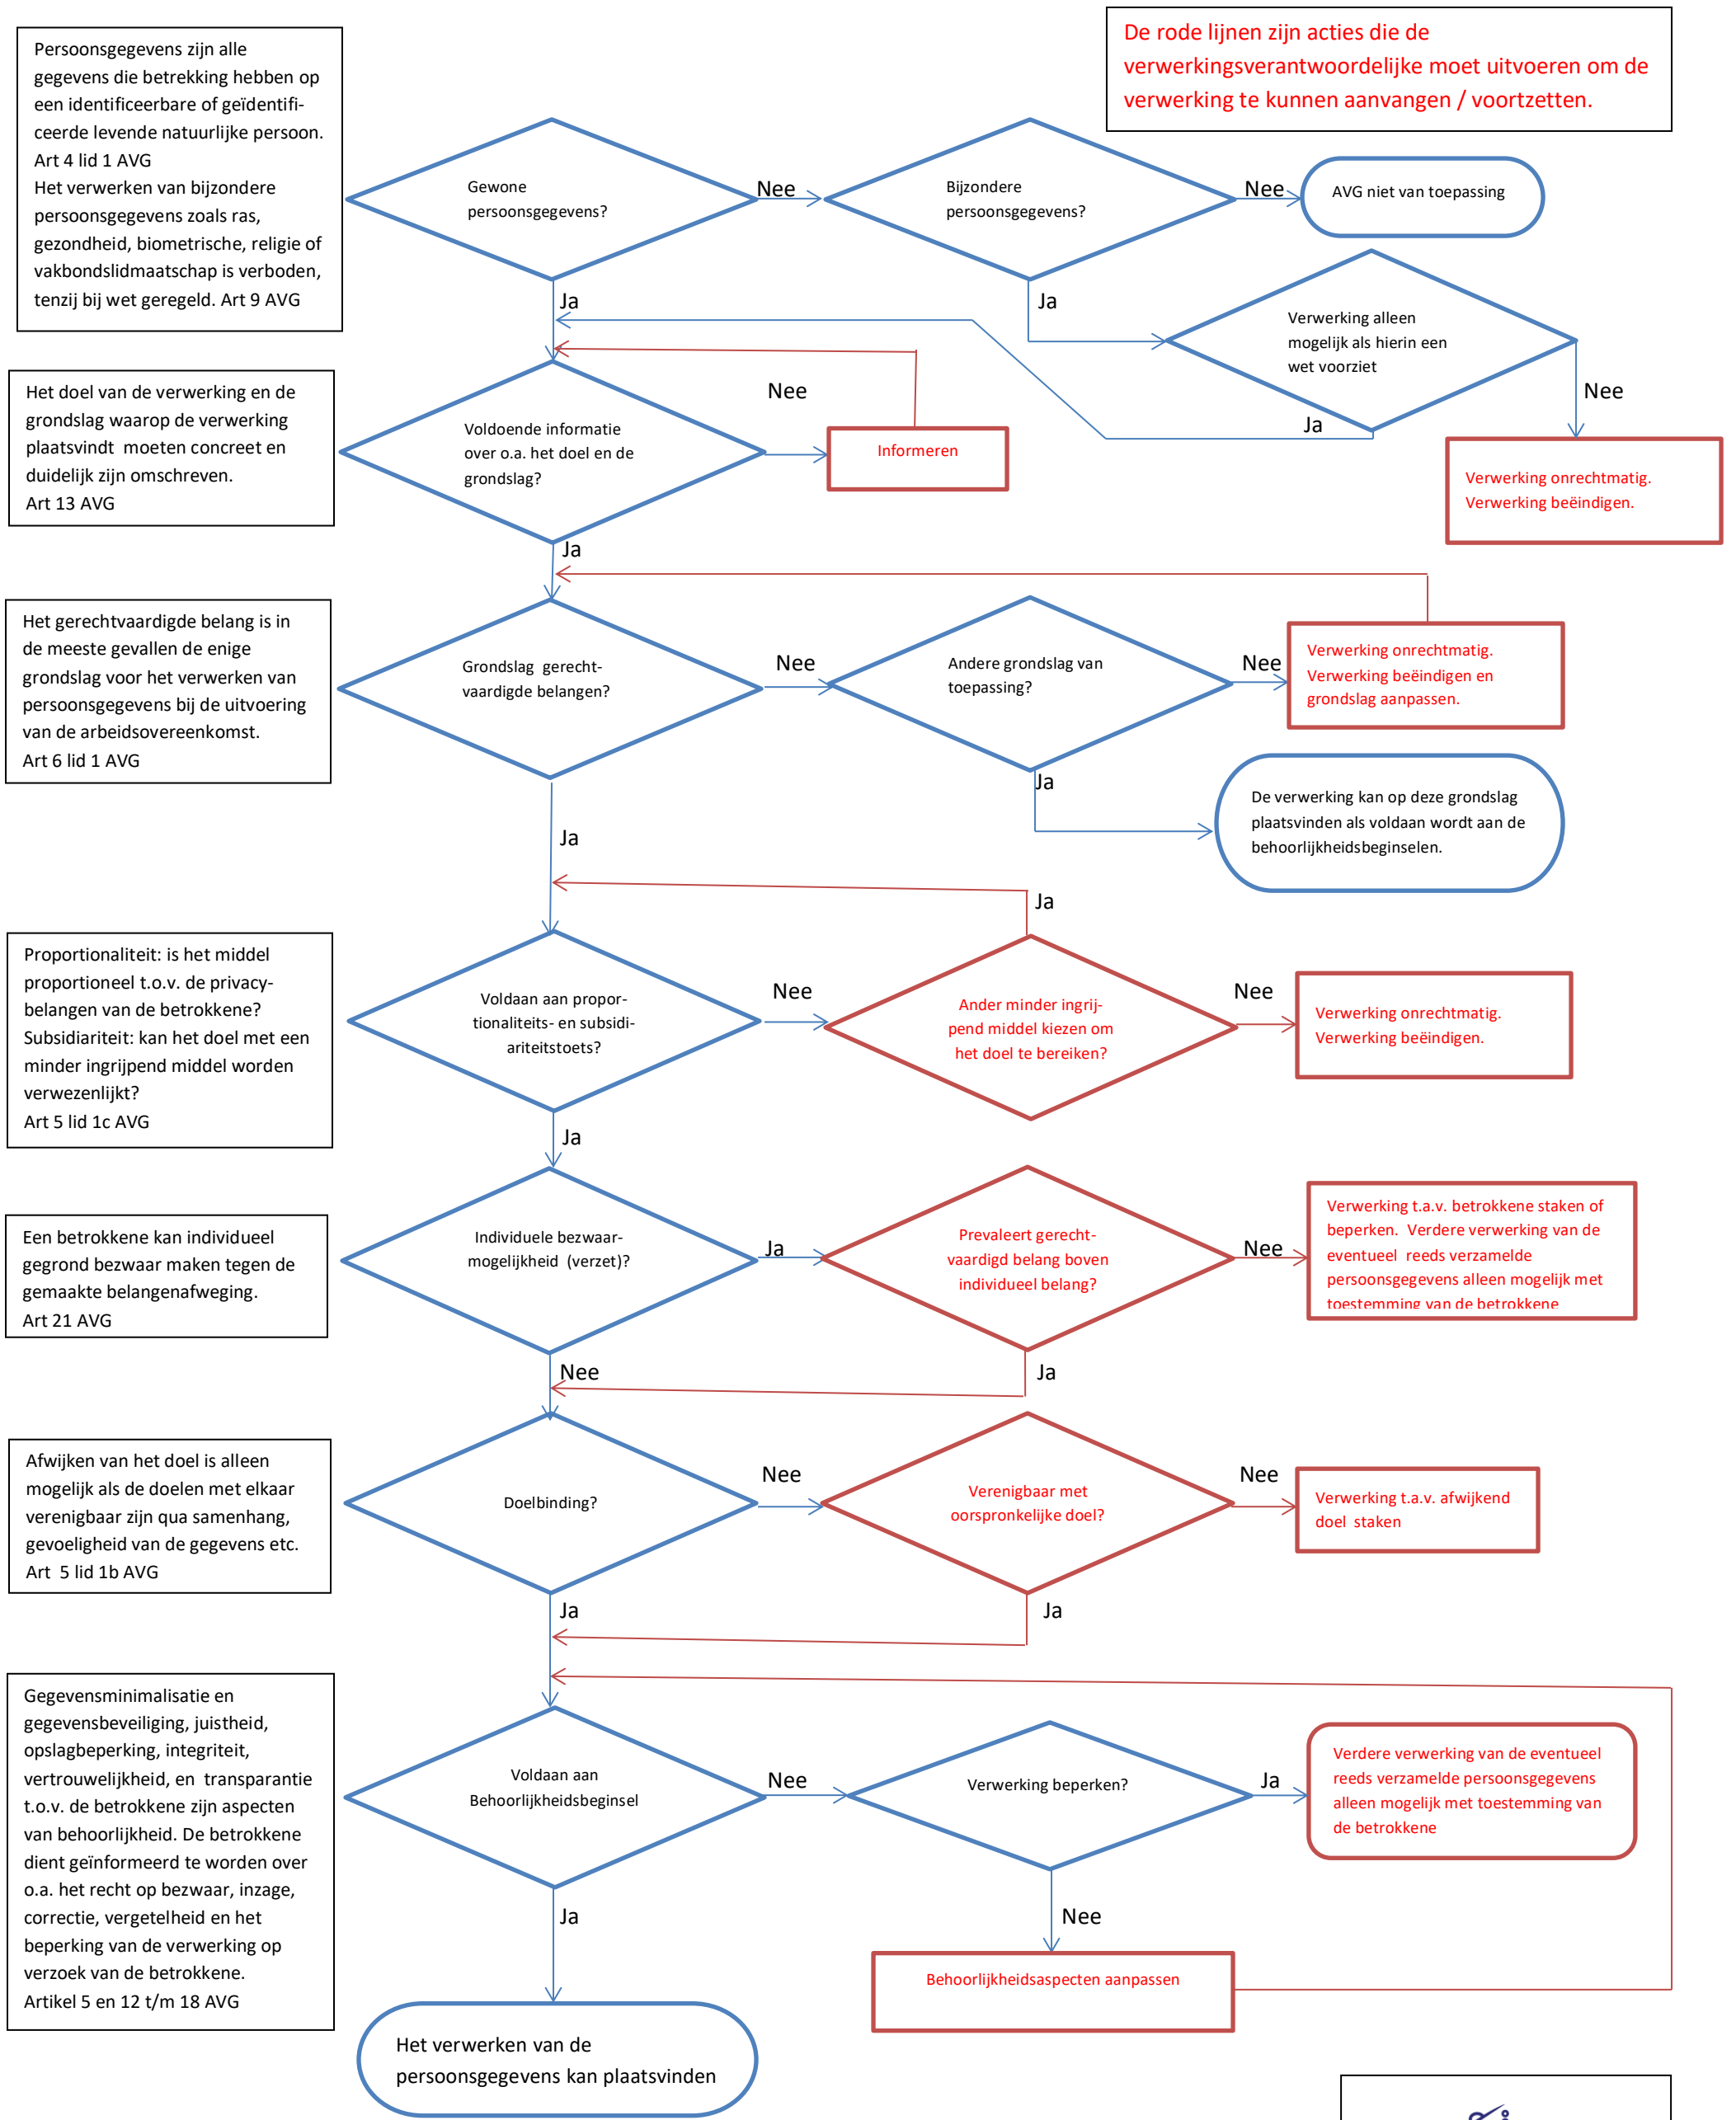 De rode lijnen zijn acties die de
verwerkingsverantwoordelijke moet uitvoeren om de
verwerking te kunnen aanvangen / voortzetten.
Persoonsgegevens zijn alle
gegevens die betrekking hebben op
een identificeerbare of geïdentifi-
ceerde levende natuurlijke persoon.
Art 4 lid 1 AVG
Het verwerken van bijzondere
persoonsgegevens zoals ras,
gezondheid, biometrische, religie of
vakbondslidmaatschap is verboden,
tenzij bij wet geregeld. Art 9 AVG
Gewone
persoonsgegevens?
Nee
Bijzondere
persoonsgegevens?
Nee
AVG niet van toepassing
Ja
Ja
Verwerking alleen
mogelijk als hierin een
wet voorziet
Nee
Ja
Verwerking onrechtmatig.
Verwerking beëindigen.
Het doel van de verwerking en de
grondslag waarop de verwerking
plaatsvindt moeten concreet en
duidelijk zijn omschreven.
Art 13 AVG
Voldoende informatie
over o.a. het doel en de
grondslag?
Nee
Informeren
Ja
Het gerechtvaardigde belang is in
de meeste gevallen de enige
grondslag voor het verwerken van
persoonsgegevens bij de uitvoering
van de arbeidsovereenkomst.
Art 6 lid 1 AVG
Grondslag gerecht-
vaardigde belangen?
Nee
Andere grondslag van
toepassing?
Nee
Verwerking onrechtmatig.
Verwerking beëindigen en
grondslag aanpassen.
Ja
De verwerking kan op deze grondslag
plaatsvinden als voldaan wordt aan de
behoorlijkheidsbeginselen.
Ja
Ja
Proportionaliteit: is het middel
proportioneel t.o.v. de privacy-
belangen van de betrokkene?
Subsidiariteit: kan het doel met een
minder ingrijpend middel worden
verwezenlijkt?
Art 5 lid 1c AVG
Voldaan aan propor-
tionaliteits- en subsidi-
ariteitstoets?
Nee
Ander minder ingrij-
pend middel kiezen om
het doel te bereiken?
Nee
Verwerking onrechtmatig.
Verwerking beëindigen.
Ja
Een betrokkene kan individueel
gegrond bezwaar maken tegen de
gemaakte belangenafweging.
Art 21 AVG
Individuele bezwaar-
mogelijkheid (verzet)?
Ja
Prevaleert gerecht-
vaardigd belang boven
individueel belang?
Nee
Verwerking t.a.v. betrokkene staken of
beperken. Verdere verwerking van de
eventueel reeds verzamelde
persoonsgegevens alleen mogelijk met
toestemming van de betrokkene
Nee
Ja
Afwijken van het doel is alleen
mogelijk als de doelen met elkaar
verenigbaar zijn qua samenhang,
gevoeligheid van de gegevens etc.
Art 5 lid 1b AVG
Doelbinding?
Nee
Verenigbaar met
oorspronkelijke doel?
Nee
Verwerking t.a.v. afwijkend
doel staken
Ja
Ja
Gegevensminimalisatie en
gegevensbeveiliging, juistheid,
opslagbeperking, integriteit,
vertrouwelijkheid, en transparantie
t.o.v. de betrokkene zijn aspecten
van behoorlijkheid. De betrokkene
dient geïnformeerd te worden over
o.a. het recht op bezwaar, inzage,
correctie, vergetelheid en het
beperking van de verwerking op
verzoek van de betrokkene.
Artikel 5 en 12 t/m 18 AVG
Voldaan aan
Behoorlijkheidsbeginsel
Nee
Verwerking beperken?
Ja
Verdere verwerking van de eventueel
reeds verzamelde persoonsgegevens
alleen mogelijk met toestemming van
de betrokkene
Ja
Nee
Behoorlijkheidsaspecten aanpassen
Het verwerken van de
persoonsgegevens kan plaatsvinden